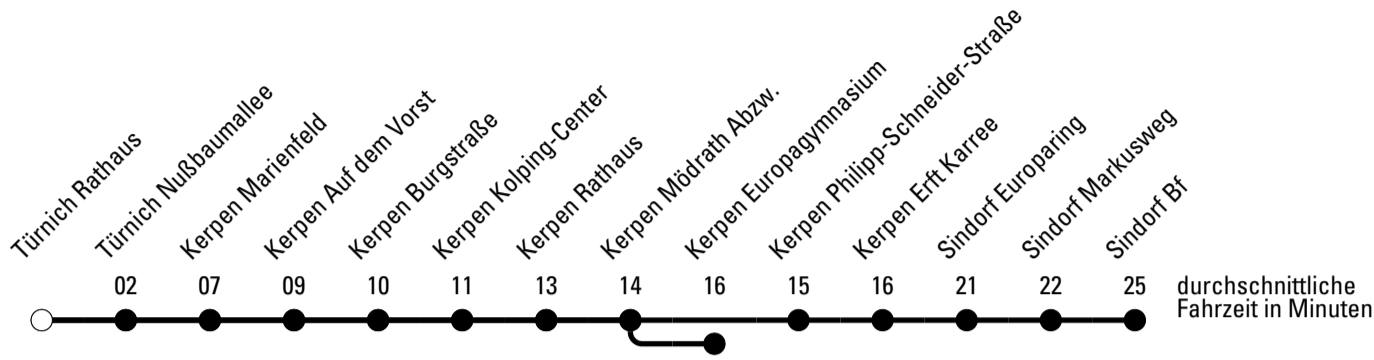 Türnich Rathaus
Türnich Nußbaumallee
Kerpen Marienfeld
Kerpen Auf dem Vorst
Kerpen Burgstraße
Kerpen Kolping-Center
Kerpen Rathaus
Kerpen Mödrath Abzw.
Kerpen Europagymnasium
Kerpen Philipp-Schneider-Straße
Kerpen Erft Karree
Sindorf Europaring
Sindorf Markusweg
Sindorf Bf
02 07 09 10 11 13 14 16 15 16 21 22 25
durchschnittliche
Fahrzeit in Minuten